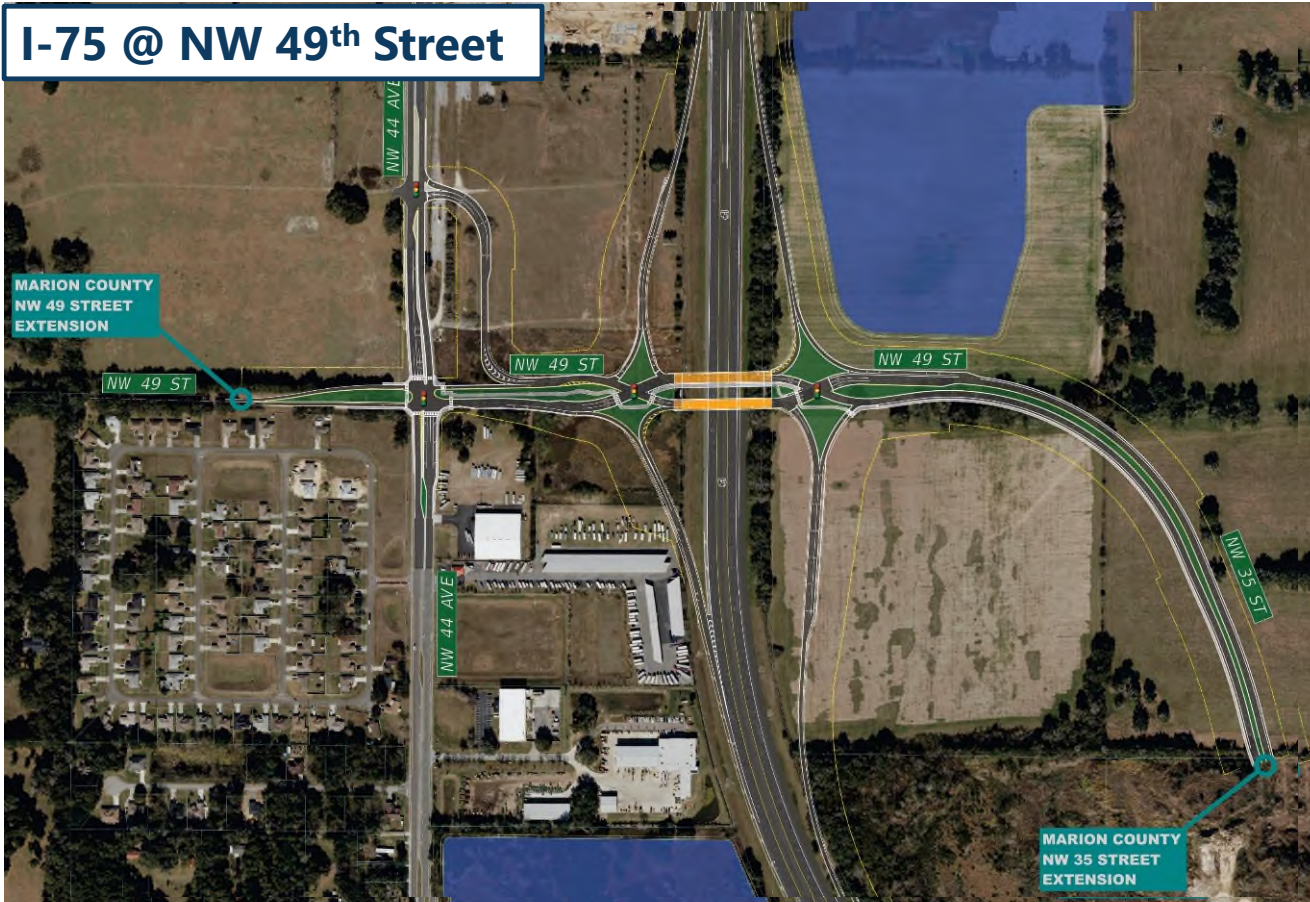 I-75 @ NW 49th Street
NW 44 AVE
MARION COUNTY
NW 49 STREET
EXTENSION
NW 49 ST
NW 49 ST
NW 49 ST
NW 35 ST
NW 44 AVE
MARION COUNTY
NW 35 STREET
EXTENSION